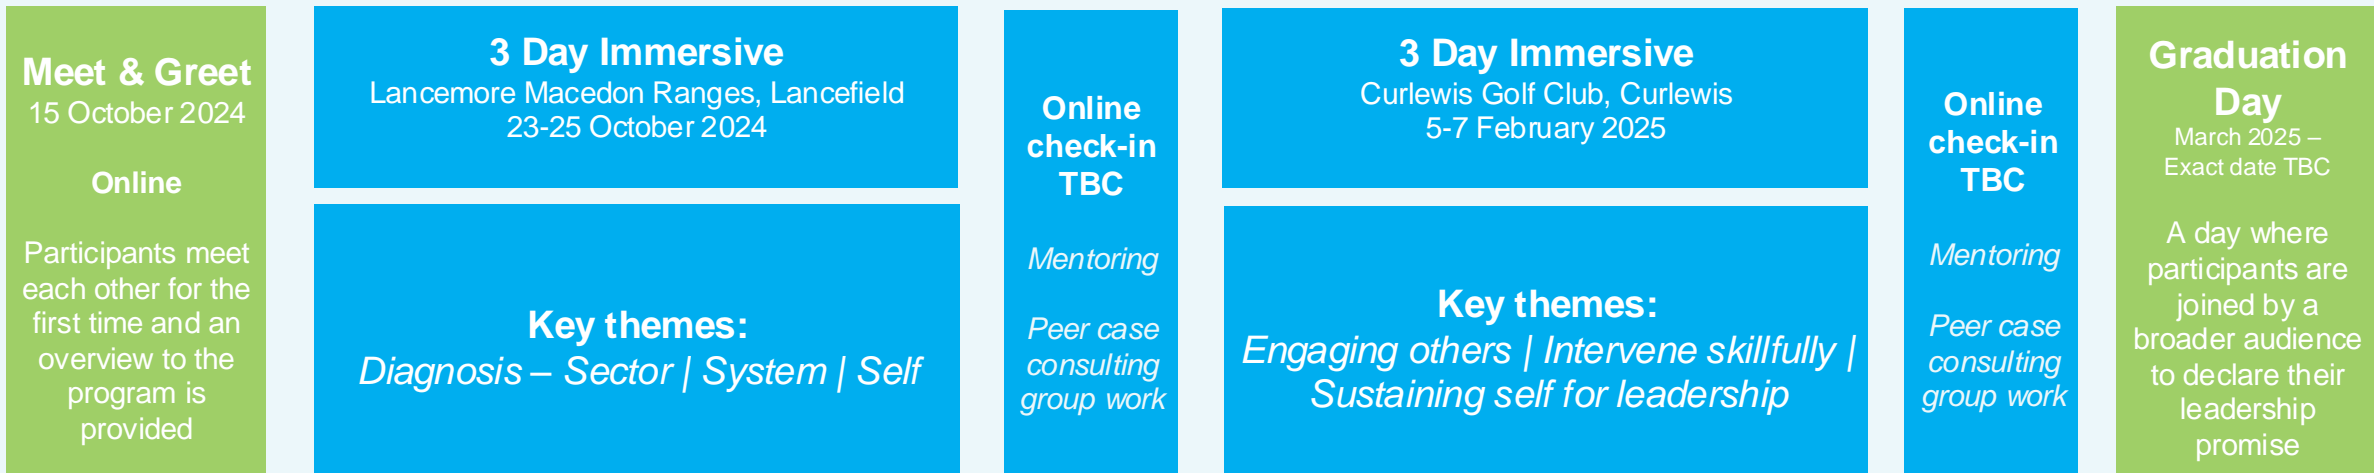 Meet & Greet
15 October 2024
Online
Participants meet
each other for the
first time and an
overview to the
program is
provided
3 Day Immersive
Lancemore Macedon Ranges, Lancefield
23-25 October 2024
Key themes:
Diagnosis – Sector | System | Self
Online
check-in
TBC
Mentoring
Peer case
consulting
group work
3 Day Immersive
Curlewis Golf Club, Curlewis
5-7 February 2025
Key themes:
Engaging others | Intervene skillfully |
Sustaining self for leadership
Online
check-in
TBC
Mentoring
Peer case
consulting
group work
Graduation
Day
March 2025 –
Exact date TBC
A day where
participants are
joined by a
broader audience
to declare their
leadership
promise